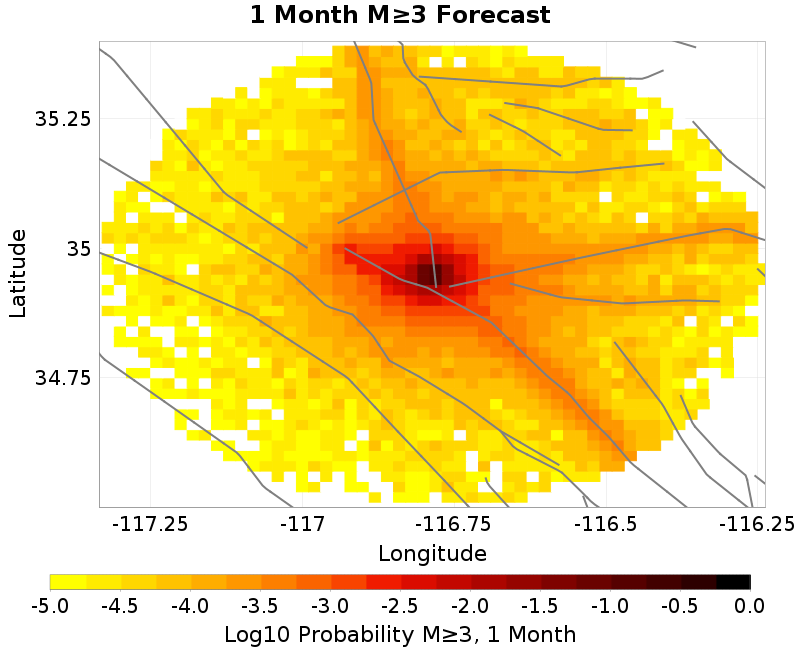 1 Month M≥3 Forecast
35.25
35
34.75
Latitude
-117.25 -117 -116.75 -116.5 -116.25
Longitude
-5.0 -4.5 -4.0 -3.5 -3.0 -2.5 -2.0 -1.5 -1.0 -0.5 0.0
Log10 Probability M≥3, 1 Month